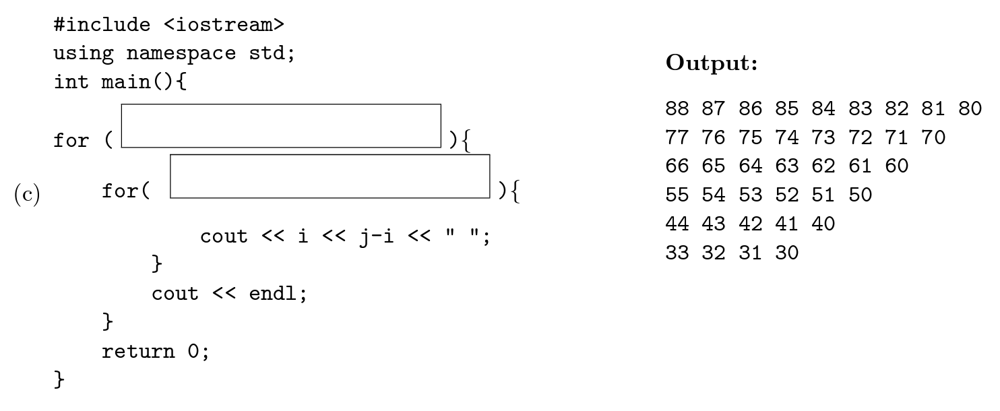 #include <iostream>
using namespace std;
int main(){
for ( ){
(c)
for( ){
cout << i << j-i << " ";
}
cout << endl;
}
return 0;
}
Output:
88 87 86 85 84 83 82 81 80
77 76 75 74 73 72 71 70
66 65 64 63 62 61 60
55 54 53 52 51 50
44 43 42 41 40
33 32 31 30